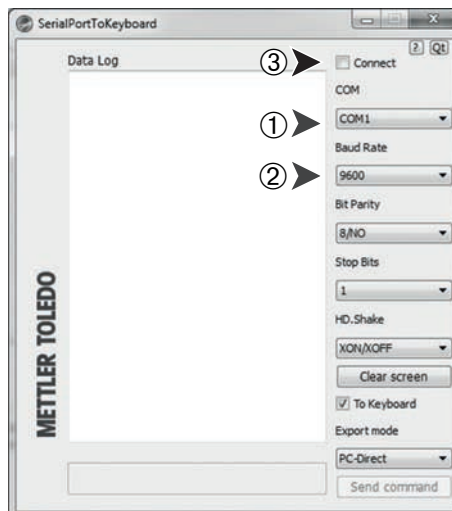 SerialPortToKeyboard
Data Log
? Qt
③ Connect
COM
① COM1
Baud Rate
② 9600
Bit Parity
8/NO
Stop Bits
1
HD.Shake
XON/XOFF
Clear screen
To Keyboard
Export mode
PC-Direct
Send command
METTLER TOLEDO